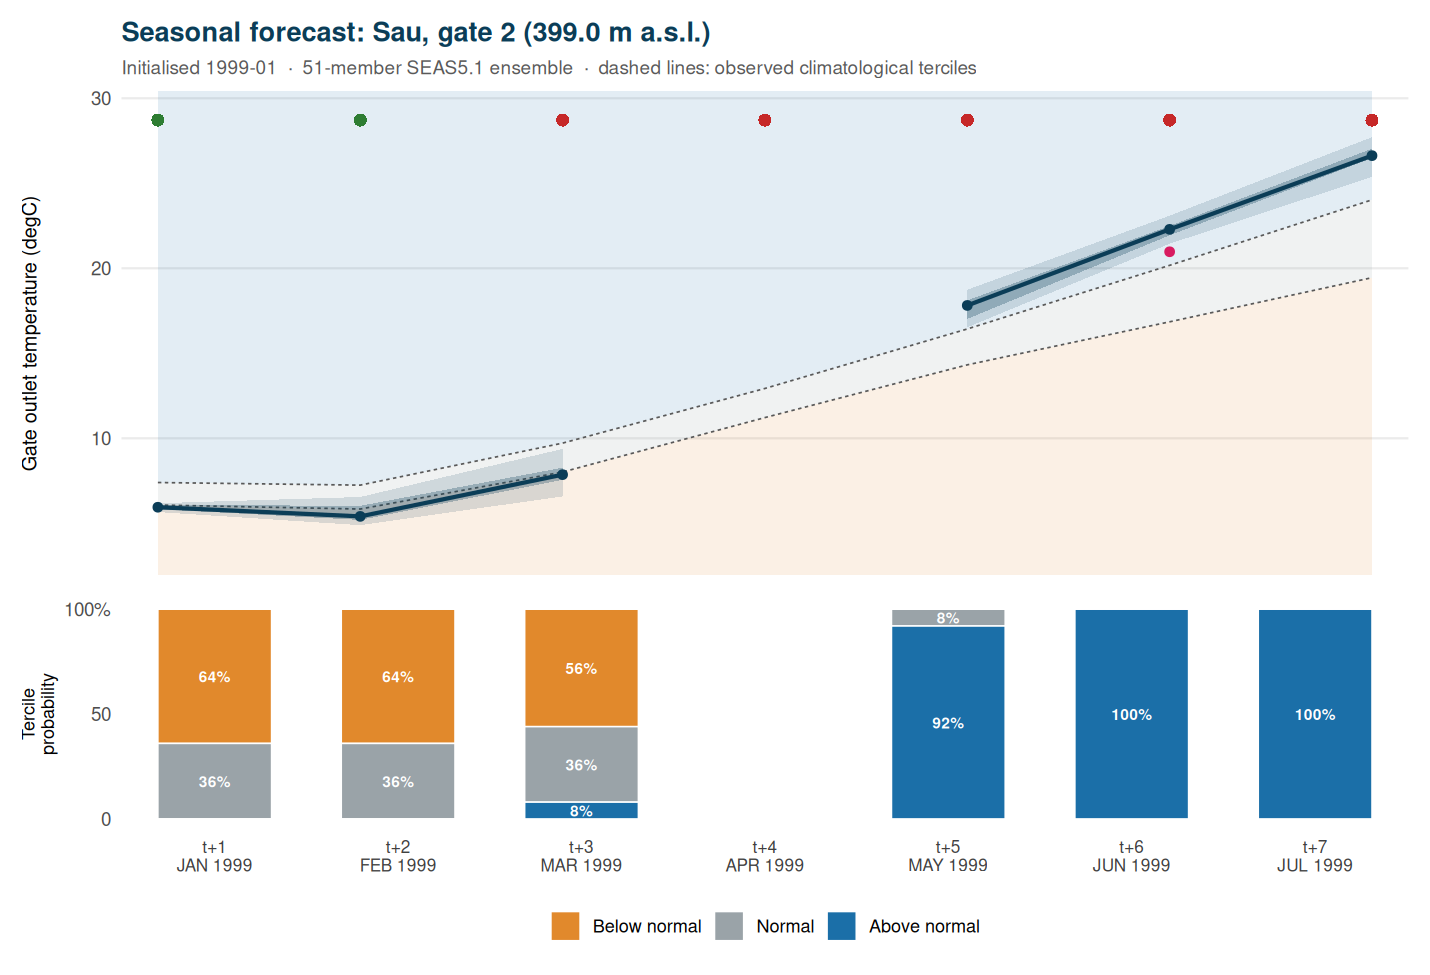 Seasonal forecast: Sau, gate 2 (399.0 m a.s.l.)
Initialised 1999-01 · 51-member SEAS5.1 ensemble · dashed lines: observed climatological terciles
Gate outlet temperature (degC)
30
20
10
Tercile
probability
100%
50
0
64%
36%
64%
36%
56%
36%
8%
8%
92%
100%
100%
t+1
JAN 1999
t+2
FEB 1999
t+3
MAR 1999
t+4
APR 1999
t+5
MAY 1999
t+6
JUN 1999
t+7
JUL 1999
Below normal
Normal
Above normal